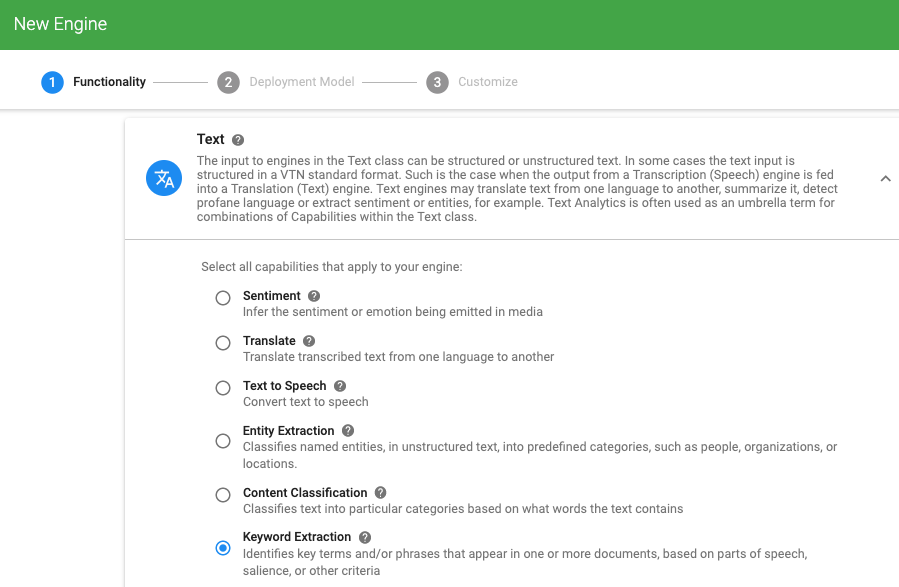 New Engine
1 Functionality 2 Deployment Model 3 Customize
Text ?
The input to engines in the Text class can be structured or unstructured text. In some cases the text input is
structured in a VTN standard format. Such is the case when the output from a Transcription (Speech) engine is fed
into a Translation (Text) engine. Text engines may translate text from one language to another, summarize it, detect
profane language or extract sentiment or entities, for example. Text Analytics is often used as an umbrella term for
combinations of Capabilities within the Text class.
Select all capabilities that apply to your engine:
Sentiment ?
Infer the sentiment or emotion being emitted in media
Translate ?
Translate transcribed text from one language to another
Text to Speech ?
Convert text to speech
Entity Extraction ?
Classifies named entities, in unstructured text, into predefined categories, such as people, organizations, or
locations.
Content Classification ?
Classifies text into particular categories based on what words the text contains
Keyword Extraction ?
Identifies key terms and/or phrases that appear in one or more documents, based on parts of speech,
salience, or other criteria